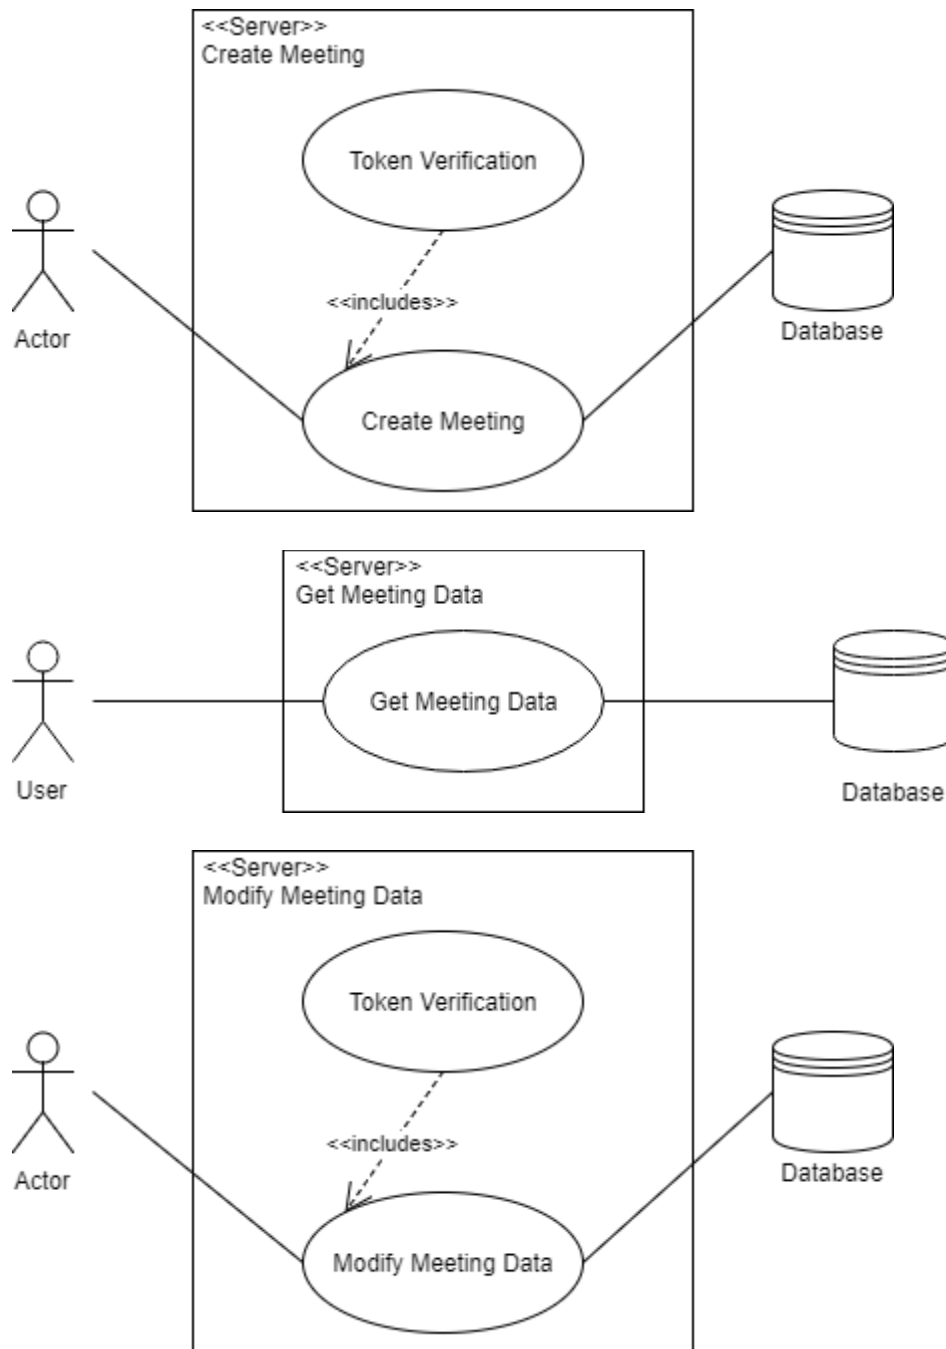 <<Server>>
Create Meeting
Token Verification
Actor
<<includes>>
Database
Create Meeting
<<Server>>
Get Meeting Data
Get Meeting Data
User
Database
<<Server>>
Modify Meeting Data
Token Verification
Actor
<<includes>>
Database
Modify Meeting Data